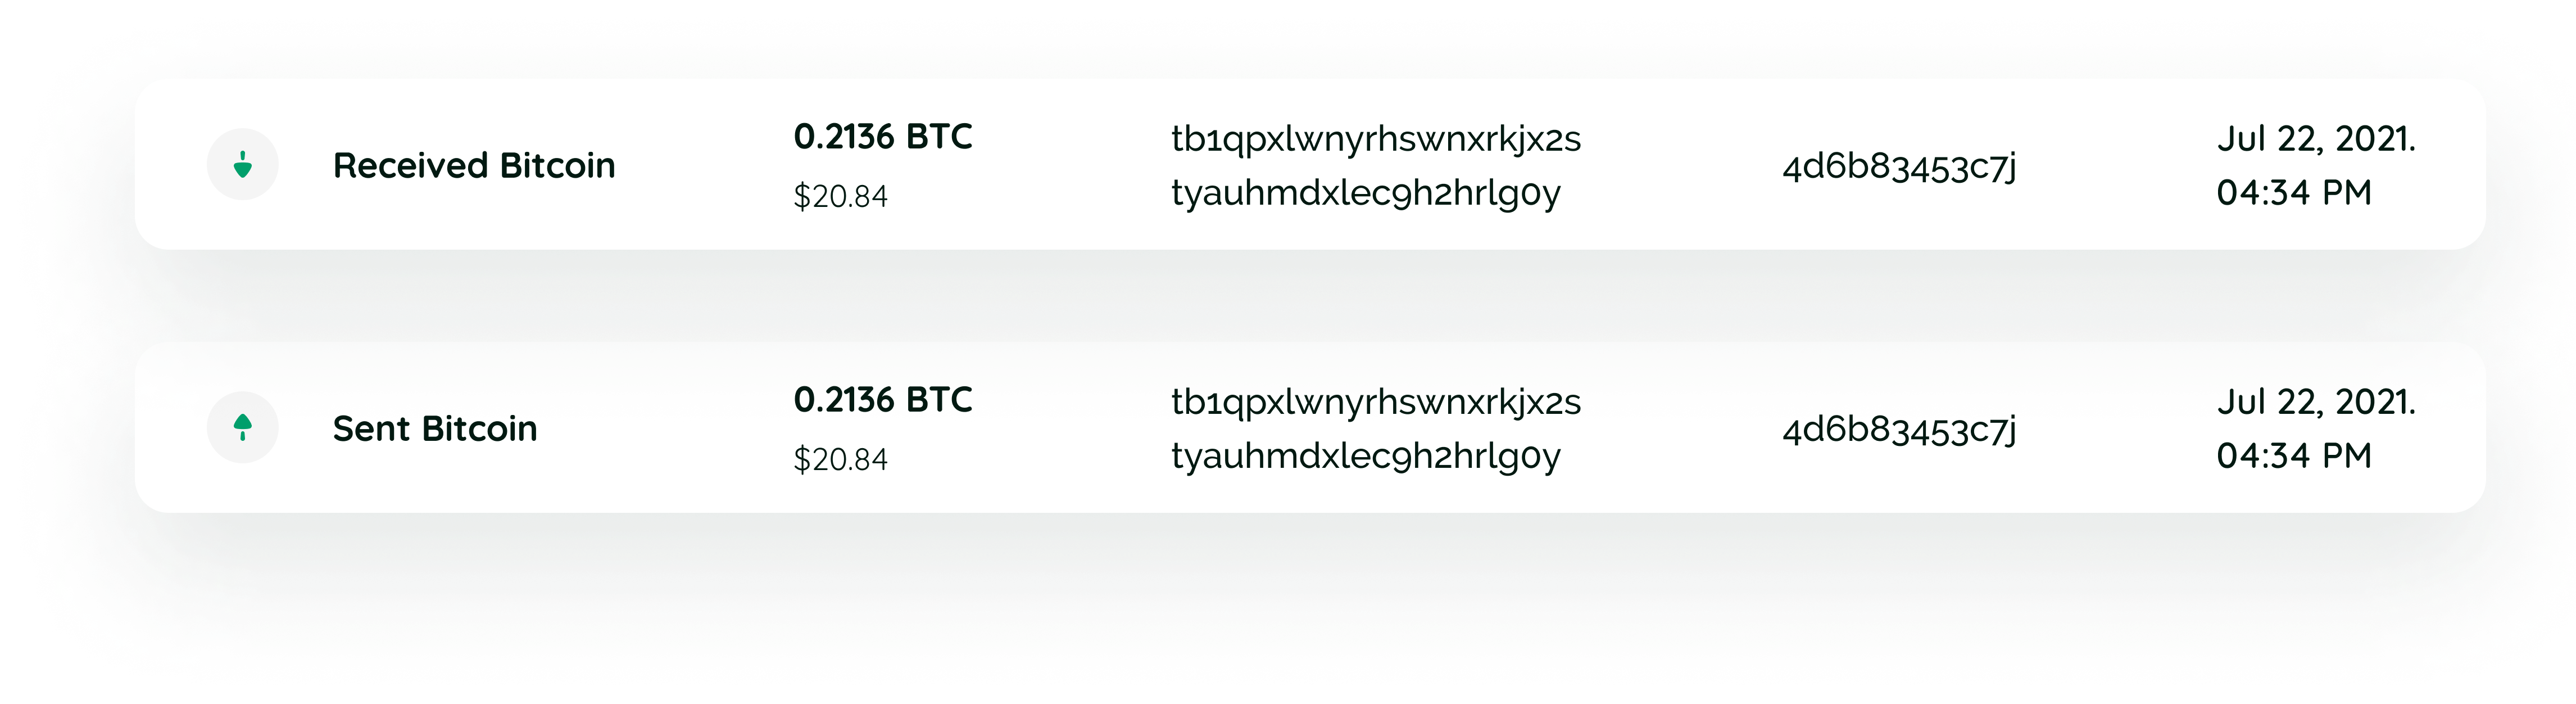 Received Bitcoin
0.2136 BTC
$20.84
tb1qpxlwnyrhswnxrkjx2s
tyauhmdxlec9h2hrlg0y
4d6b83453c7j
Jul 22, 2021.
04:34 PM
Sent Bitcoin
0.2136 BTC
$20.84
tb1qpxlwnyrhswnxrkjx2s
tyauhmdxlec9h2hrlg0y
4d6b83453c7j
Jul 22, 2021.
04:34 PM